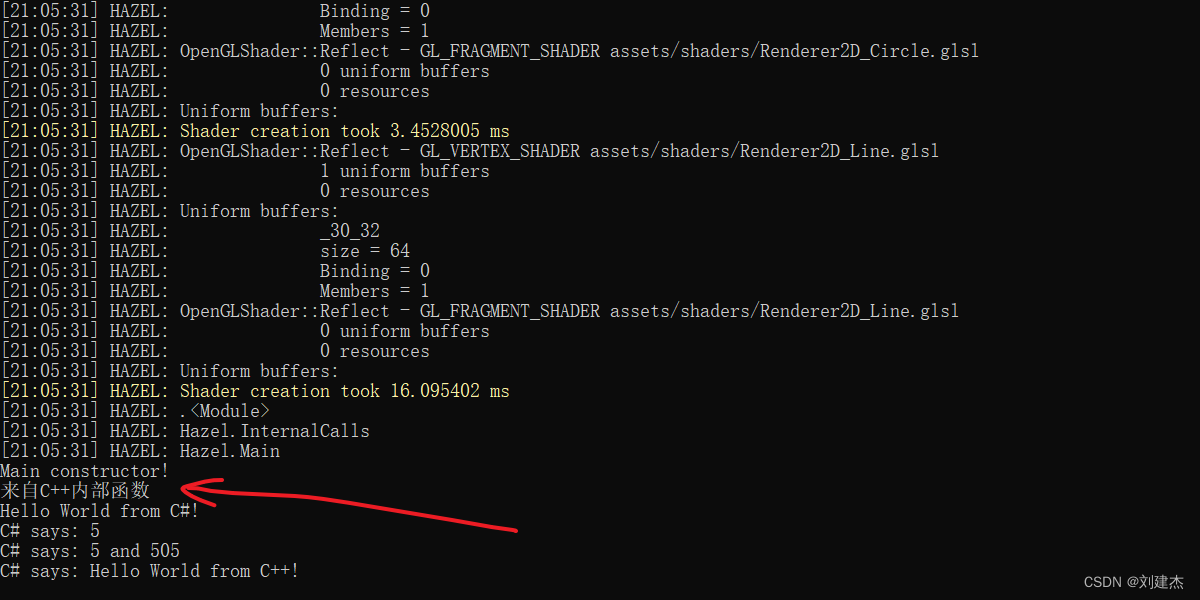 [21:05:31] HAZEL:               Binding = 0
[21:05:31] HAZEL:               Members = 1
[21:05:31] HAZEL: OpenGLShader::Reflect - GL_FRAGMENT_SHADER assets/shaders/Renderer2D_Circle.glsl
[21:05:31] HAZEL:               0 uniform buffers
[21:05:31] HAZEL:               0 resources
[21:05:31] HAZEL: Uniform buffers:
[21:05:31] HAZEL: Shader creation took 3.4528005 ms
[21:05:31] HAZEL: OpenGLShader::Reflect - GL_VERTEX_SHADER assets/shaders/Renderer2D_Line.glsl
[21:05:31] HAZEL:               1 uniform buffers
[21:05:31] HAZEL:               0 resources
[21:05:31] HAZEL: Uniform buffers:
[21:05:31] HAZEL:               _30_32
[21:05:31] HAZEL:               size = 64
[21:05:31] HAZEL:               Binding = 0
[21:05:31] HAZEL:               Members = 1
[21:05:31] HAZEL: OpenGLShader::Reflect - GL_FRAGMENT_SHADER assets/shaders/Renderer2D_Line.glsl
[21:05:31] HAZEL:               0 uniform buffers
[21:05:31] HAZEL:               0 resources
[21:05:31] HAZEL: Uniform buffers:
[21:05:31] HAZEL: Shader creation took 16.095402 ms
[21:05:31] HAZEL: .<Module>
[21:05:31] HAZEL: Hazel.InternalCalls
[21:05:31] HAZEL: Hazel.Main
Main constructor!
来自C++内部函数
Hello World from C#!
C# says: 5
C# says: 5 and 505
C# says: Hello World from C++!
CSDN @刘建杰